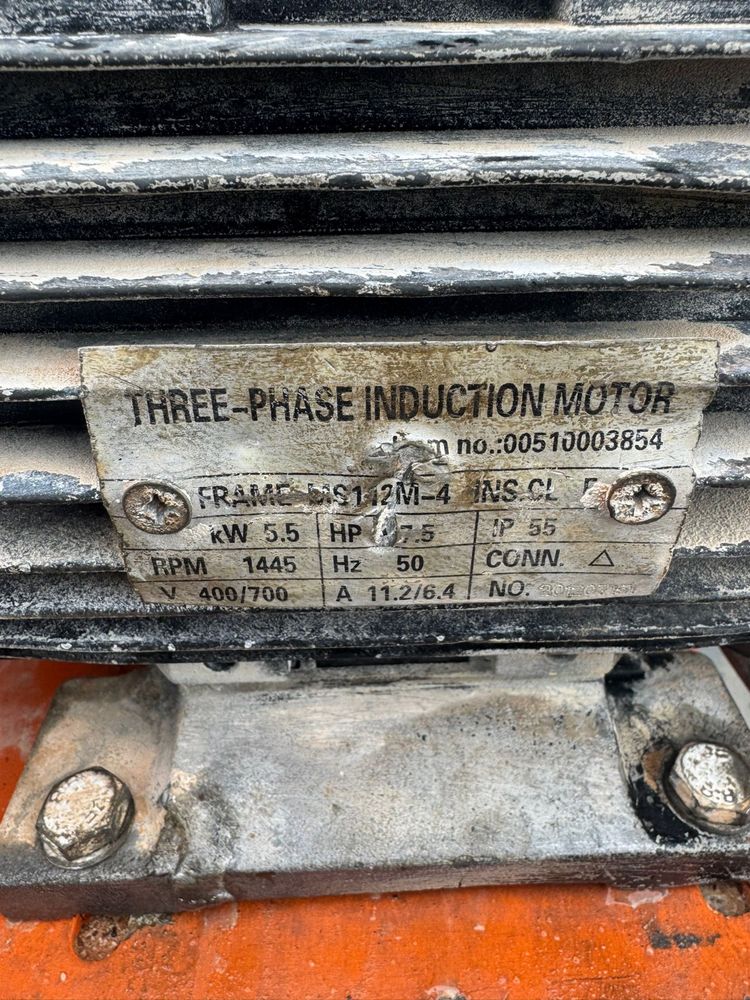 THREE-PHASE INDUCTION MOTOR
no.:00510003854
FRAME MS112M-4 INS.CL F
kW 5.5 HP 7.5 IP 55
RPM 1445 Hz 50 CONN. △
V 400/700 A 11.2/6.4 NO.